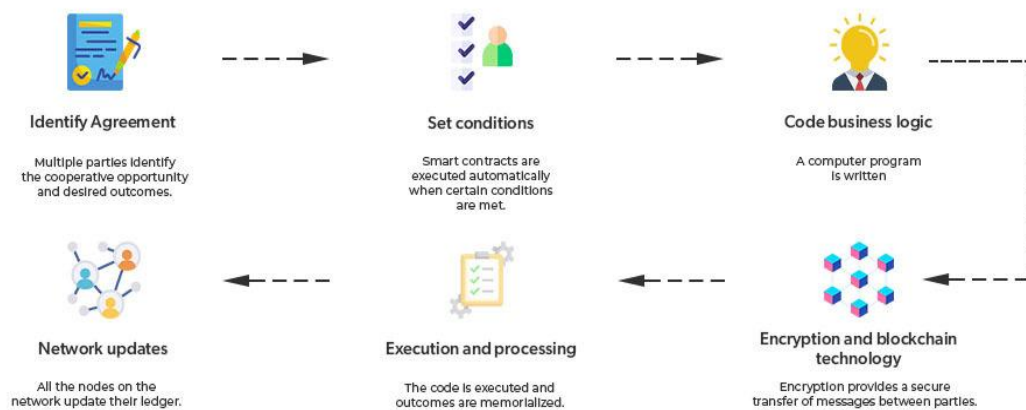 Identify Agreement
Multiple parties identify
the cooperative opportunity
and desired outcomes.
Set conditions
Smart contracts are
executed automatically
when certain conditions
are met.
Code business logic
A computer program
is written
Encryption and blockchain
technology
Encryption provides a secure
transfer of messages between parties.
Execution and processing
The code is executed and
outcomes are memorialized.
Network updates
All the nodes on the
network update their ledger.